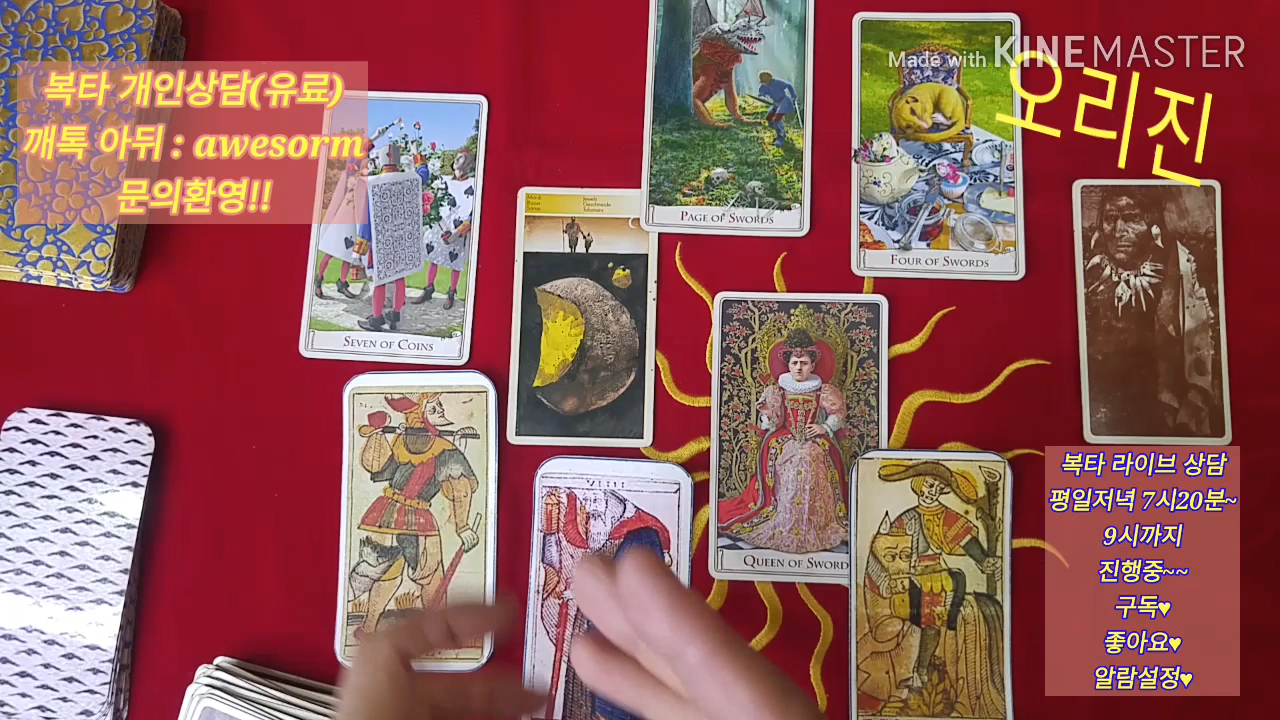 복타 개인상담(유료)
깨톡 아뒤 : awesorm
문의환영!!
Made with KINEMASTER
오리진
PAGE OF SWORDS
FOUR OF SWORDS
SEVEN OF COINS
QUEEN OF SWORD
VIIII
복타 라이브 상담
평일저녁 7시20분~
9시까지
진행중~~
구독♥
좋아요♥
알람설정♥